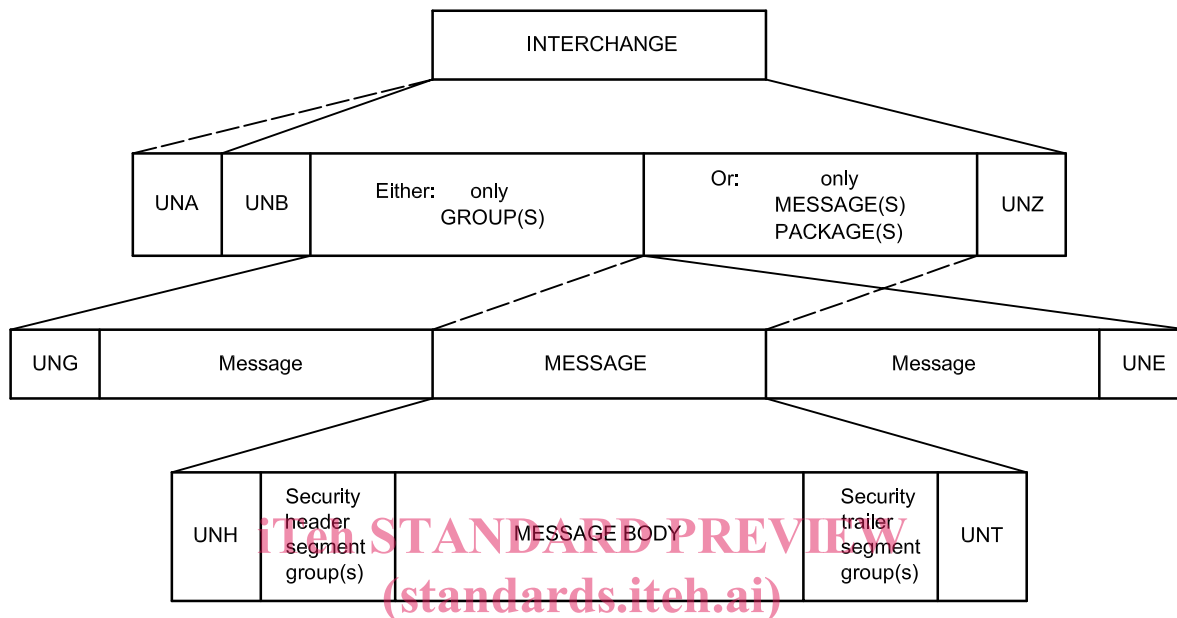 INTERCHANGE
UNA
UNB
Either: only
GROUP(S)
Or: only
MESSAGE(S)
PACKAGE(S)
UNZ
UNG
Message
MESSAGE
Message
UNE
UNH
Security
header
segment
group(s)
MESSAGE BODY
Security
trailer
segment
group(s)
UNT
iTeh STANDARD PREVIEW
(standards.iteh.ai)